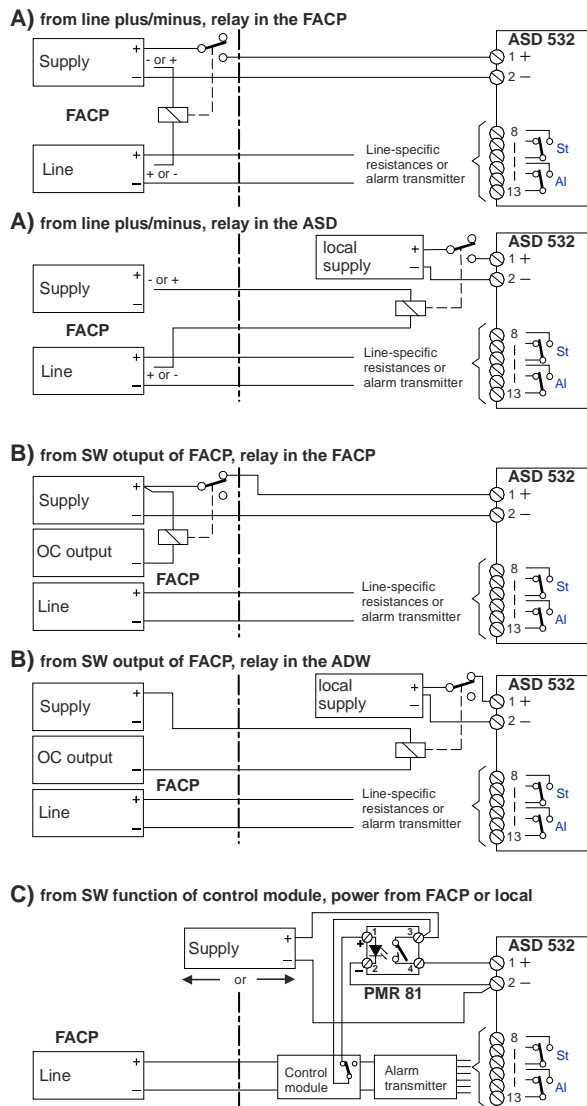 A) from line plus/minus, relay in the FACP
ASD 532
Supply
+
–
- or +
1 +
2 –
FACP
Line
+
–
+ or -
Line-specific
resistances or
alarm transmitter
8
13
St
Al
A) from line plus/minus, relay in the ASD
ASD 532
local
supply
+
–
1 +
2 –
Supply
+
–
- or +
FACP
Line
+
–
+ or -
Line-specific
resistances or
alarm transmitter
8
13
St
Al
B) from SW otuput of FACP, relay in the FACP
ASD 532
Supply
+
–
1 +
2 –
OC output
–
FACP
Line
+
–
Line-specific
resistances or
alarm transmitter
8
13
St
Al
B) from SW output of FACP, relay in the ADW
ASD 532
local
supply
+
–
1 +
2 –
Supply
+
–
OC output
–
FACP
Line
+
–
Line-specific
resistances or
alarm transmitter
8
13
St
Al
C) from SW function of control module, power from FACP or local
Supply
+
–
or
+
–
1
3
2
4
PMR 81
ASD 532
1 +
2 –
FACP
Line
+
–
Control
module
Alarm
transmitter
8
13
St
Al